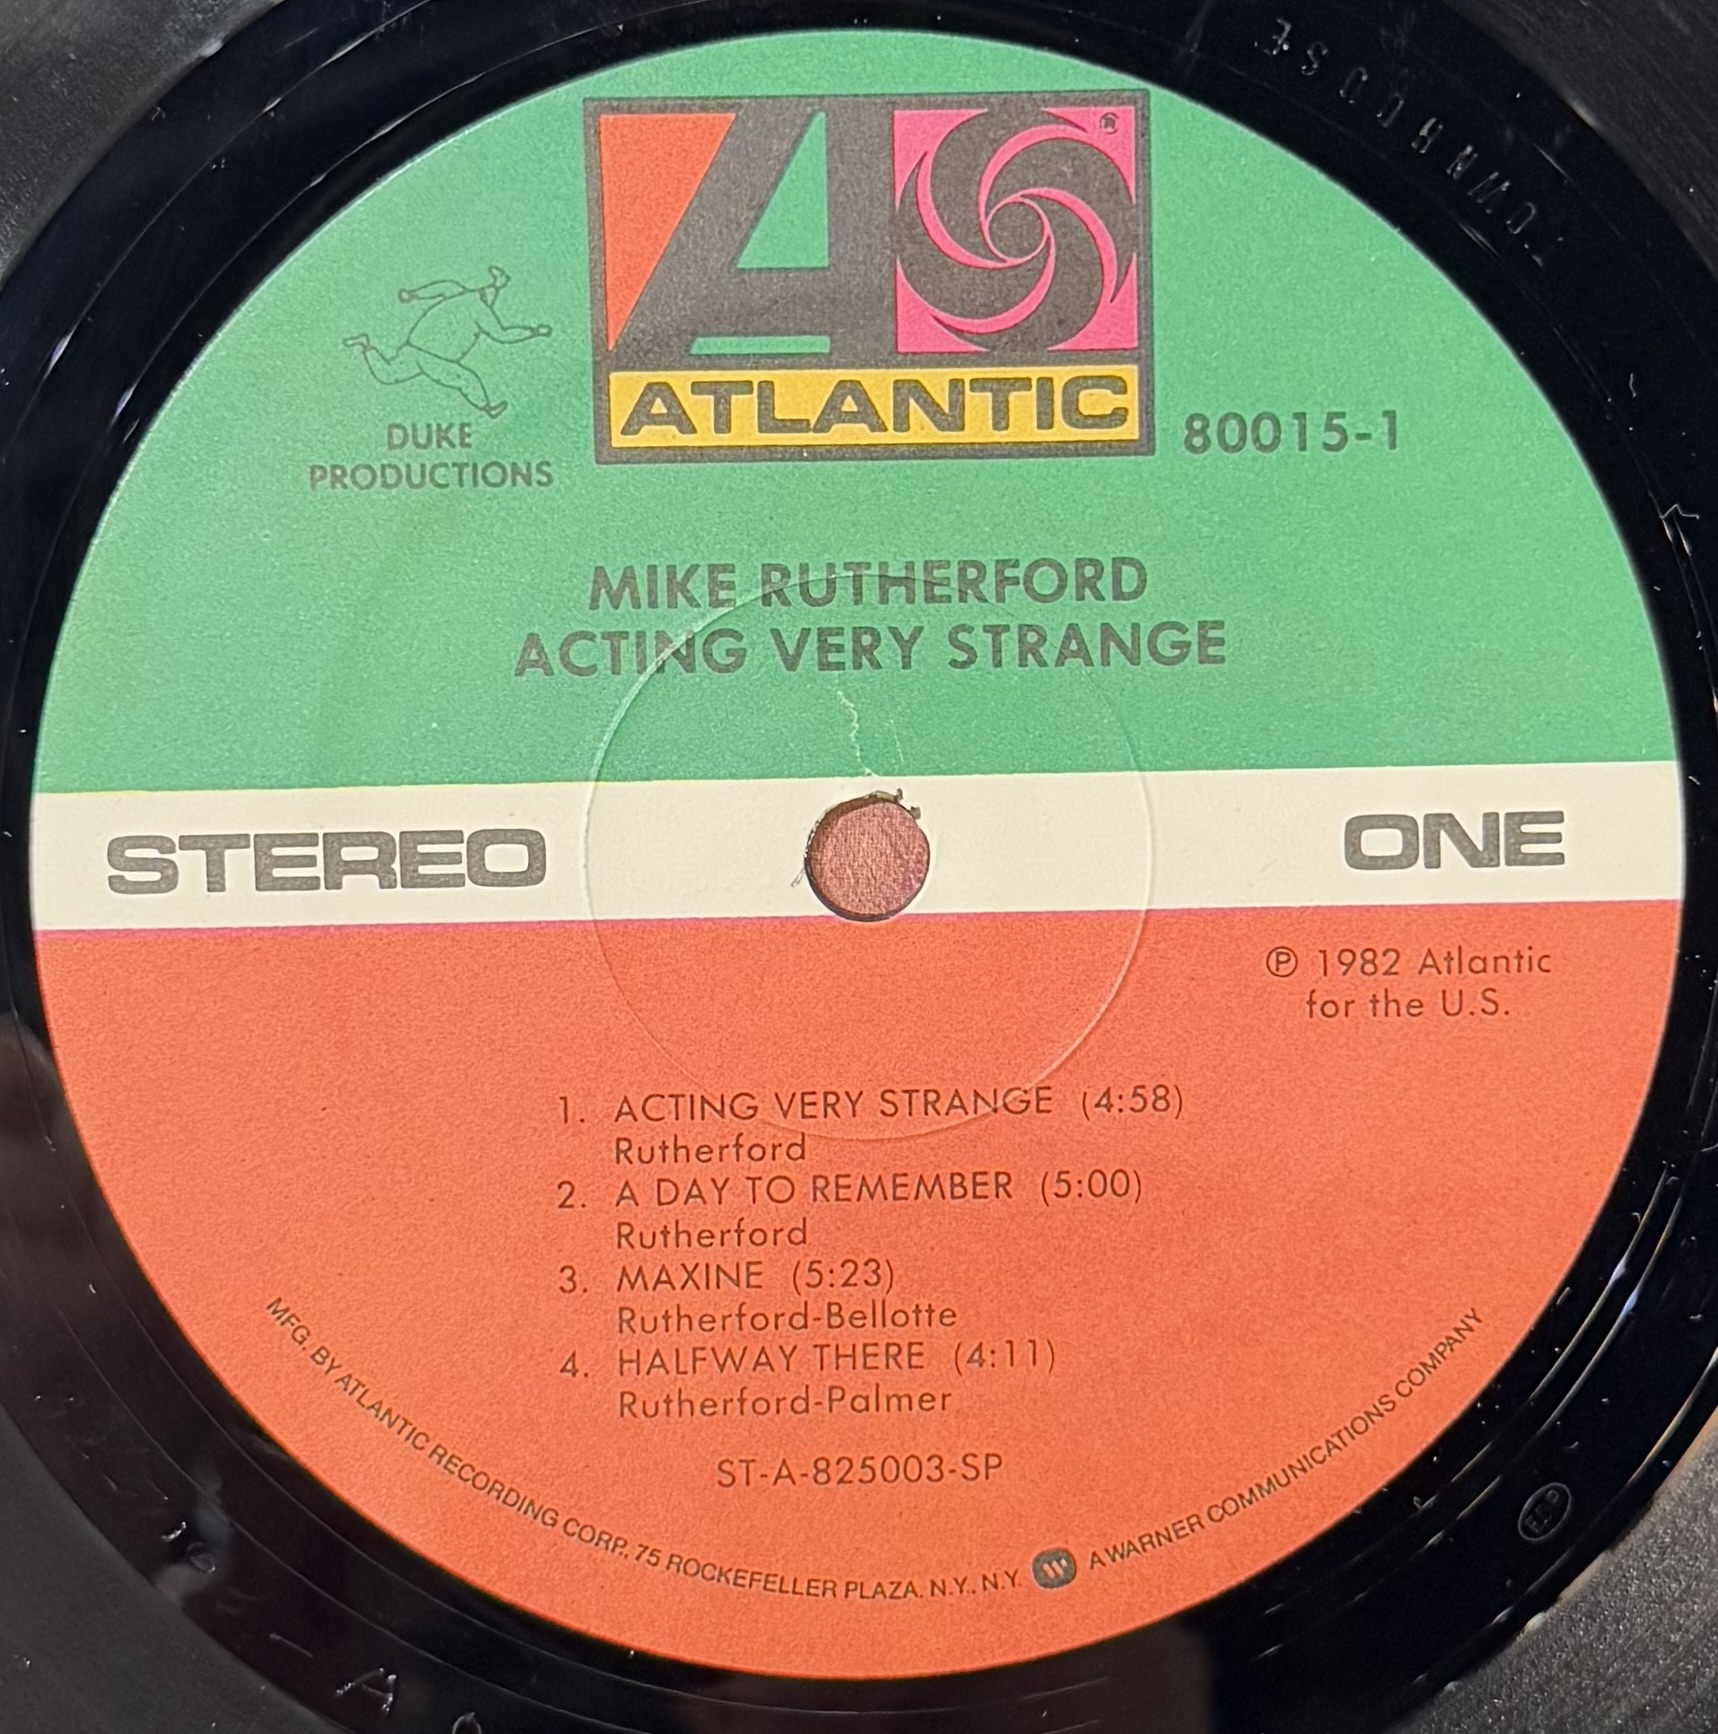 ATLANTIC
DUKE
PRODUCTIONS
80015-1
MIKE RUTHERFORD
ACTING VERY STRANGE
STEREO
ONE
℗ 1982 Atlantic
for the U.S.
1. ACTING VERY STRANGE (4:58)
Rutherford
2. A DAY TO REMEMBER (5:00)
Rutherford
3. MAXINE (5:23)
Rutherford-Bellotte
4. HALFWAY THERE (4:11)
Rutherford-Palmer
ST-A-825003-SP
MFG. BY ATLANTIC RECORDING CORP., 75 ROCKEFELLER PLAZA, N.Y., N.Y. A WARNER COMMUNICATIONS COMPANY
TOWNHOUSE